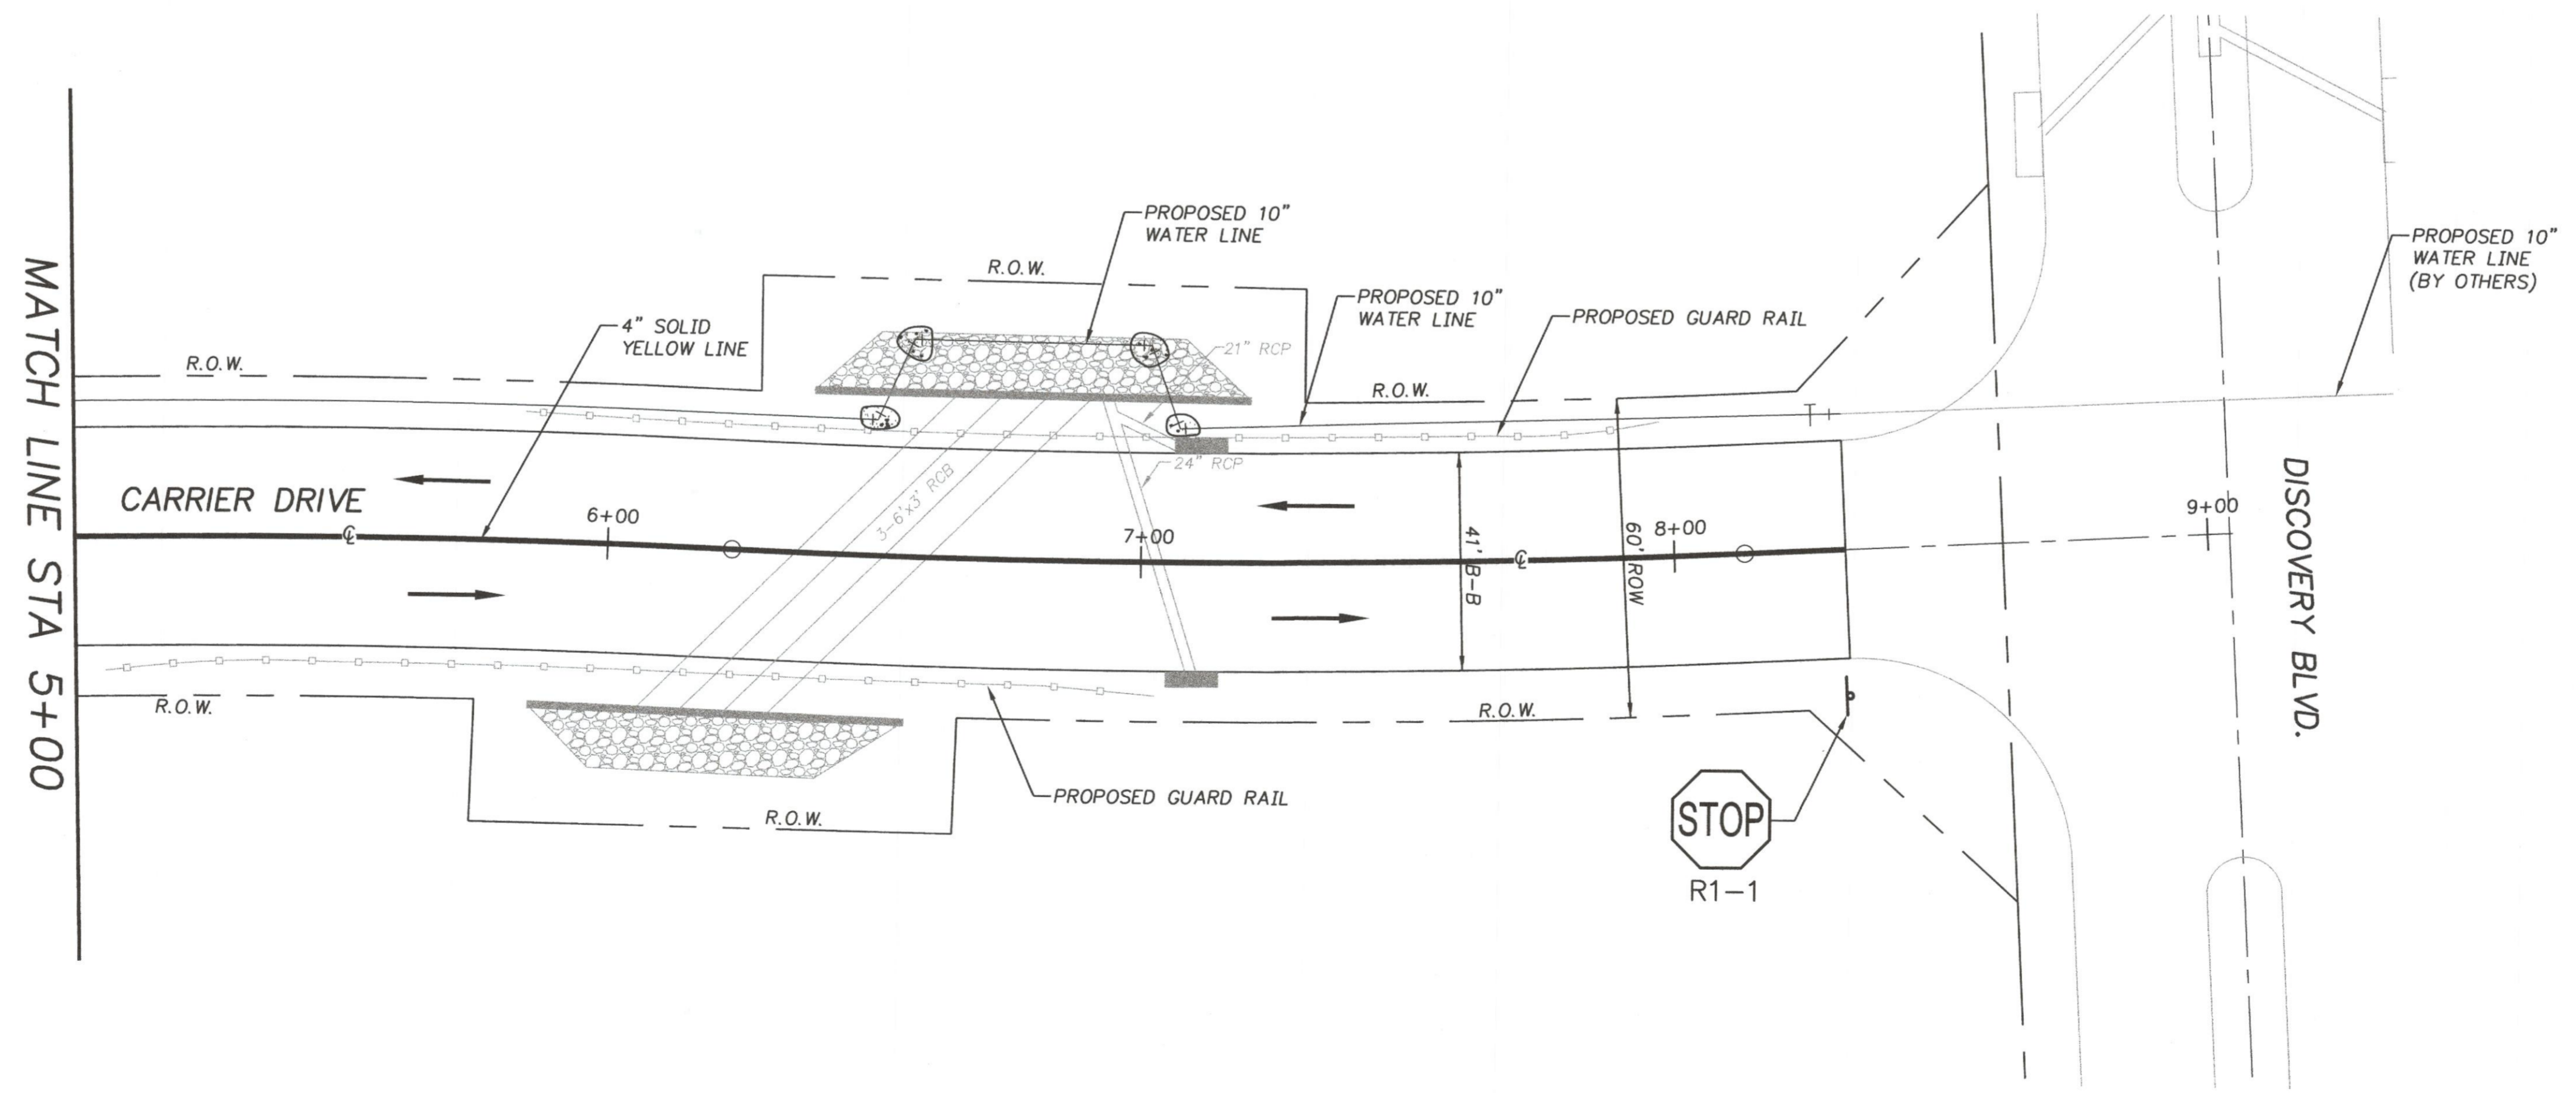 PROPOSED 10"
WATER LINE
PROPOSED 10"
WATER LINE
(BY OTHERS)
R.O.W.
PROPOSED 10"
WATER LINE
PROPOSED GUARD RAIL
4" SOLID
YELLOW LINE
21" RCP
R.O.W.
R.O.W.
24" RCP
3-6'x3' RCB
CARRIER DRIVE
℄
6+00
7+00
41' B-B
℄
60' ROW
8+00
9+00
DISCOVERY BLVD.
MATCH LINE STA 5+00
R.O.W.
R.O.W.
PROPOSED GUARD RAIL
R.O.W.
STOP
R1-1